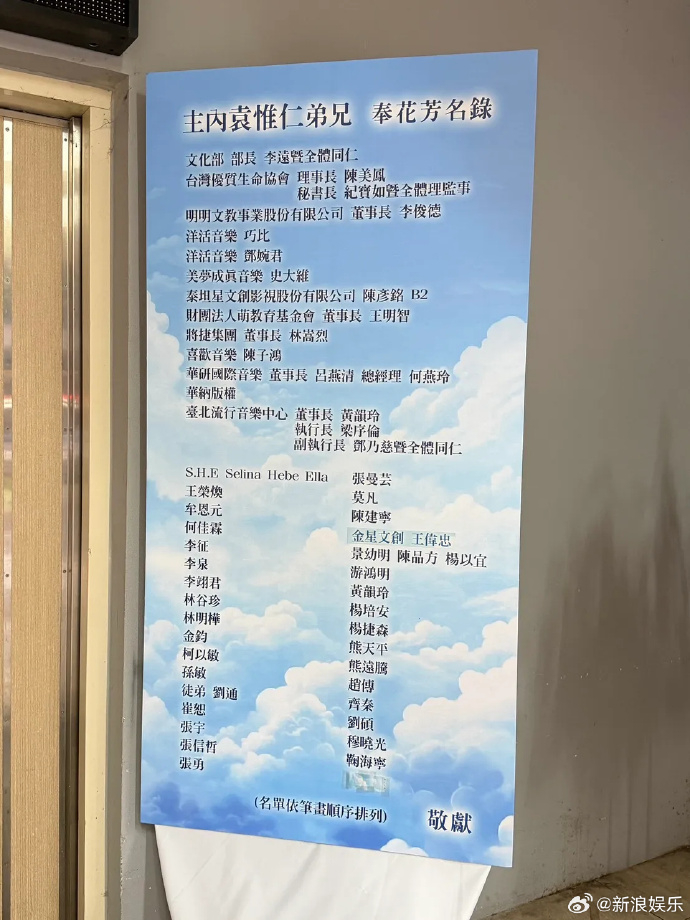 主內袁惟仁弟兄 奉花芳名錄
文化部 部長 李遠暨全體同仁
台灣優質生命協會 理事長 陳美鳳
秘書長 紀寶如暨全體理監事
明明文教事業股份有限公司 董事長 李俊德
洋活音樂 巧比
洋活音樂 鄧婉君
美夢成眞音樂 史大維
泰坦星文創影視股份有限公司 陳彥銘 B2
財團法人萌教育基金會 董事長 王明智
將捷集團 董事長 林嵩烈
喜歡音樂 陳子鴻
華研國際音樂 董事長 呂燕清 總經理 何燕玲
華納版權
臺北流行音樂中心 董事長 黃韻玲
執行長 梁序倫
副執行長 鄧乃慈暨全體同仁
S.H.E Selina Hebe Ella
王榮煥
牟恩元
何佳霖
李征
李泉
李翊君
林谷珍
林明樺
金鈞
柯以敏
孫敏
徒弟 劉通
崔恕
張宇
張信哲
張勇
張曼芸
莫凡
陳建寧
金星文創 王偉忠
景幼明 陳品方 楊以宜
游鴻明
黃韻玲
楊培安
楊捷森
熊天平
熊遠騰
趙傳
齊秦
劉碩
穆曉光
鞠海寧
(名單依筆畫順序排列)
敬獻
@新浪娱乐